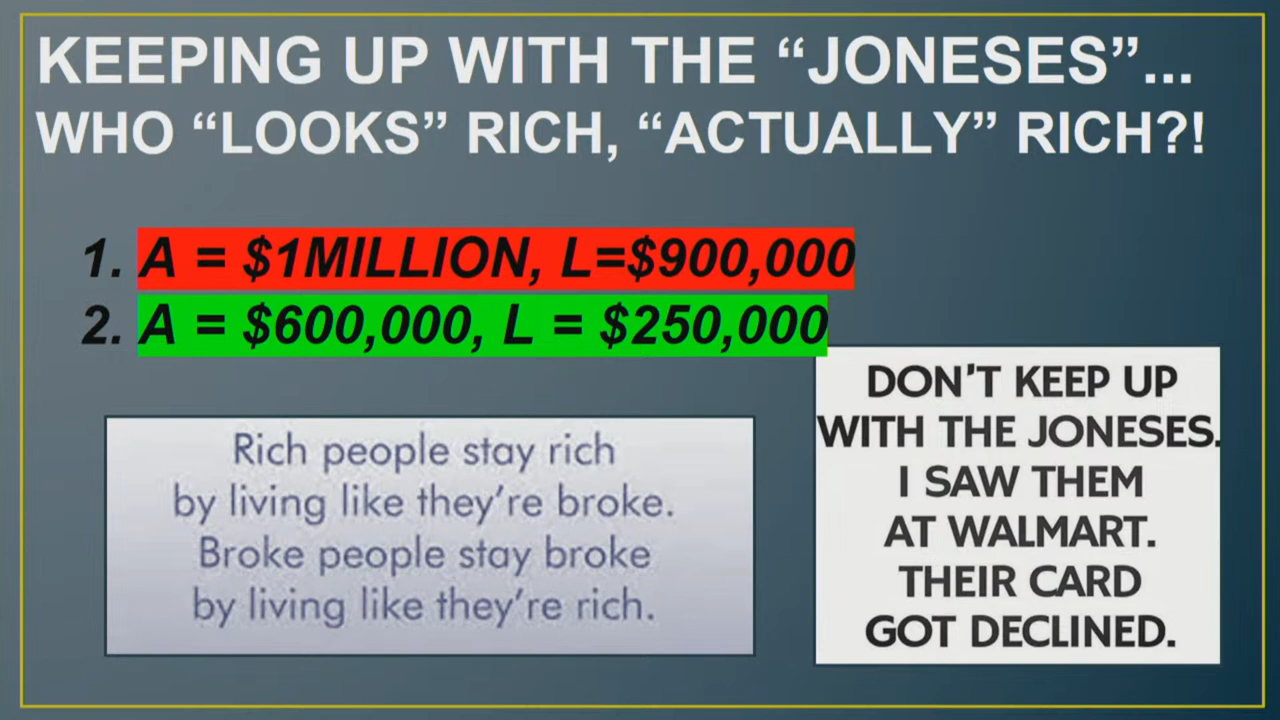 KEEPING UP WITH THE “JONESES”...
WHO “LOOKS” RICH, “ACTUALLY” RICH?!
1. A = $1MILLION, L=$900,000
2. A = $600,000, L = $250,000
Rich people stay rich
by living like they’re broke.
Broke people stay broke
by living like they’re rich.
DON’T KEEP UP
WITH THE JONESES.
I SAW THEM
AT WALMART.
THEIR CARD
GOT DECLINED.